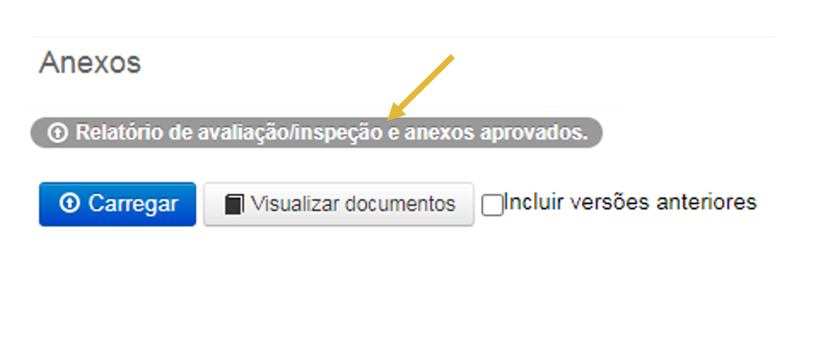 Anexos
Relatório de avaliação/inspeção e anexos aprovados.
Carregar Visualizar documentos Incluir versões anteriores